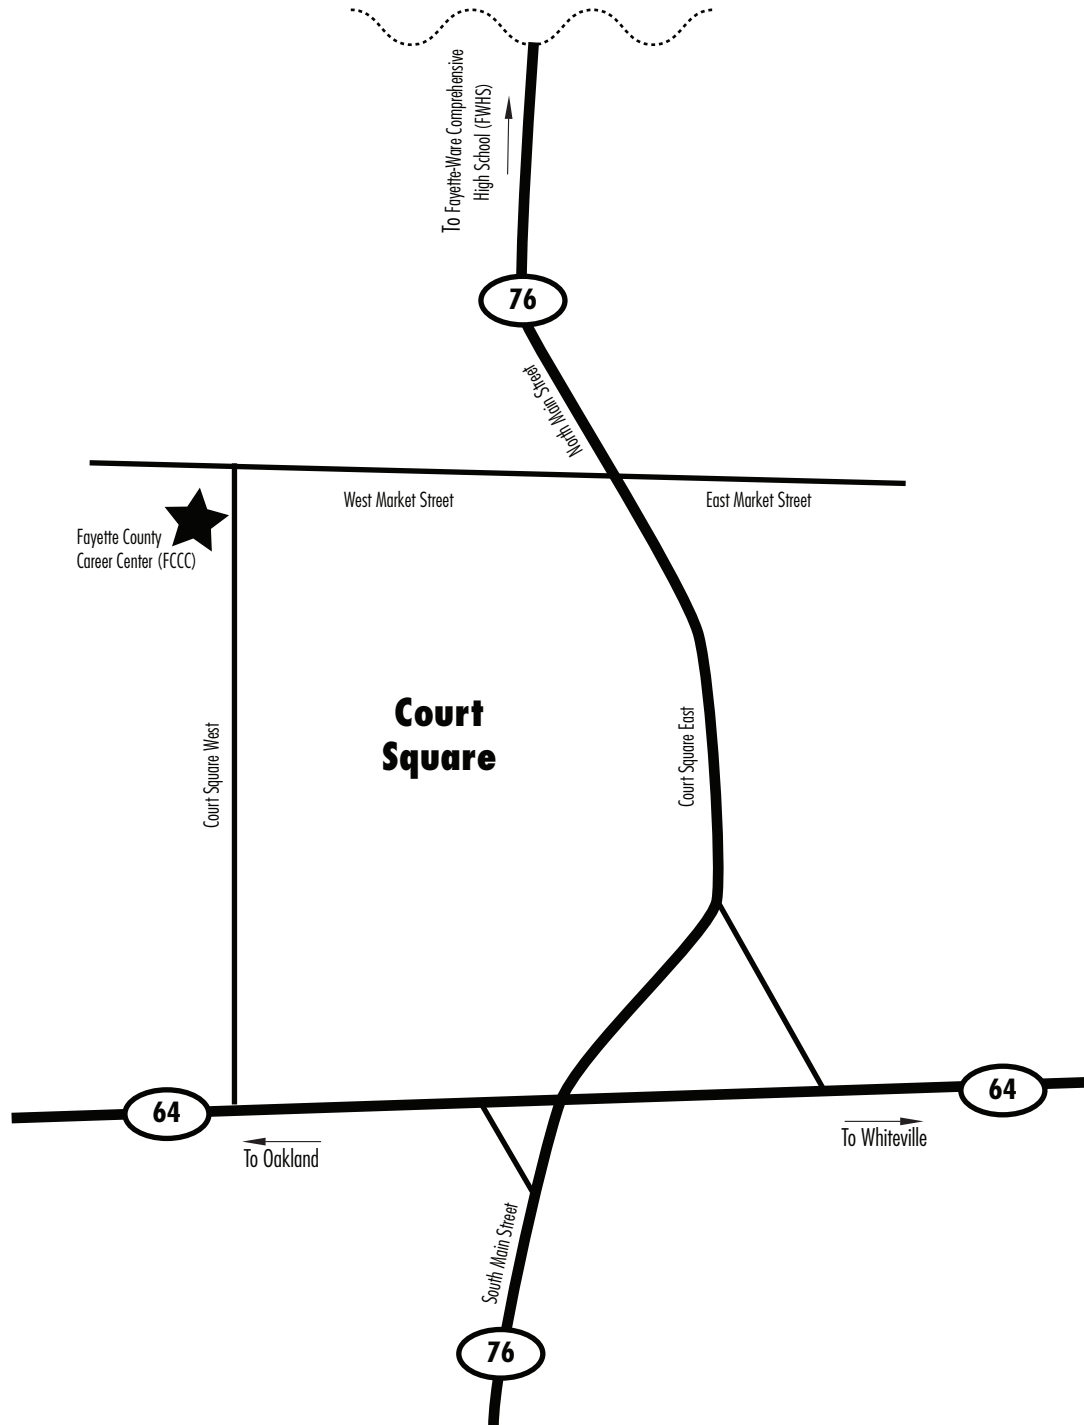 To Fayette-Ware Comprehensive
High School (FWHS)
76
North Main Street
West Market Street
East Market Street
Fayette County
Career Center (FCCC)
Court
Square
Court Square West
Court Square East
64
64
To Oakland
To Whiteville
South Main Street
76